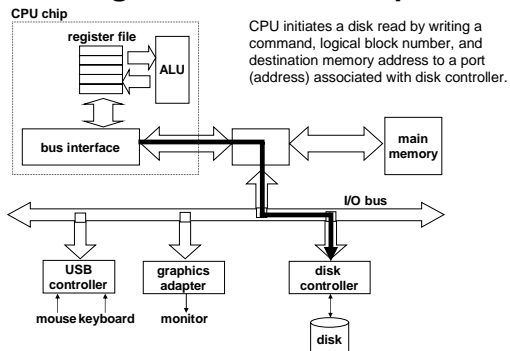 CPU chip
CPU initiates a disk read by writing a
command, logical block number, and
destination memory address to a port
(address) associated with disk controller.
register file
ALU
bus interface
main
memory
I/O bus
USB
controller
graphics
adapter
disk
controller
mouse keyboard
monitor
disk